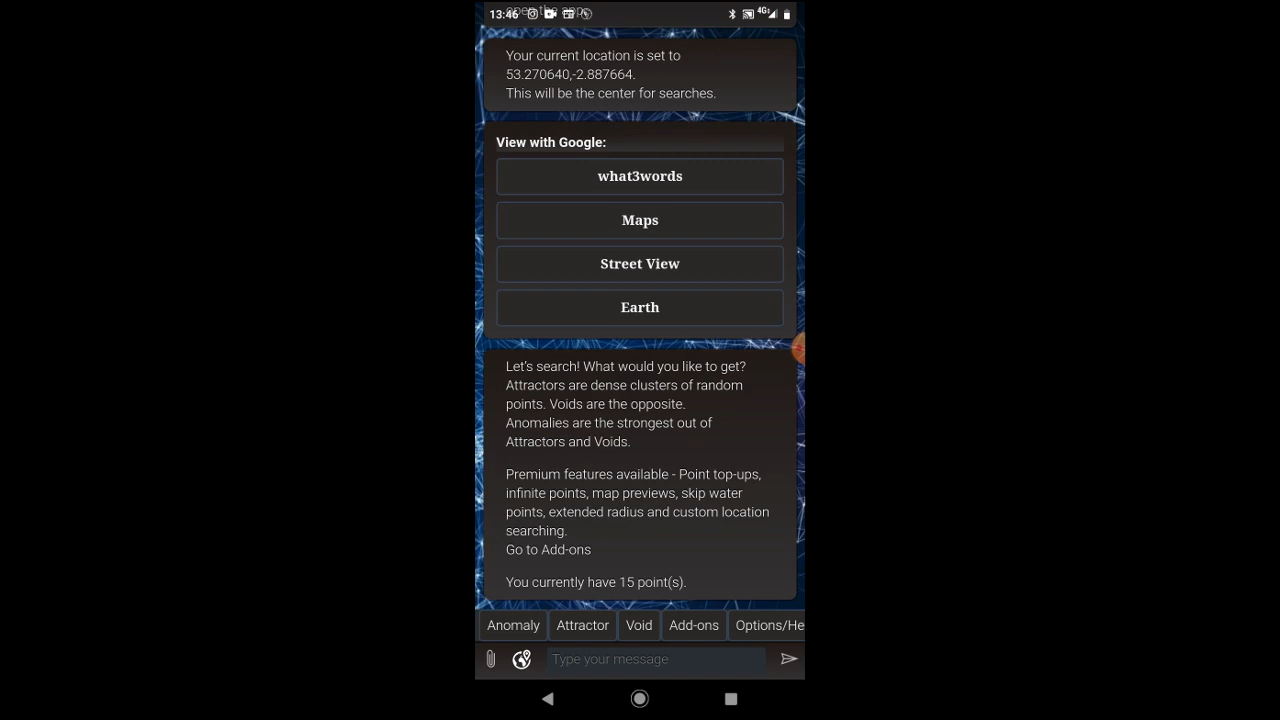 13:46
4G
open the app.
Your current location is set to
53.270640,-2.887664.
This will be the center for searches.
View with Google:
what3words
Maps
Street View
Earth
Let's search! What would you like to get?
Attractors are dense clusters of random
points. Voids are the opposite.
Anomalies are the strongest out of
Attractors and Voids.
Premium features available - Point top-ups,
infinite points, map previews, skip water
points, extended radius and custom location
searching.
Go to Add-ons
You currently have 15 point(s).
Anomaly Attractor Void Add-ons Options/He
Type your message